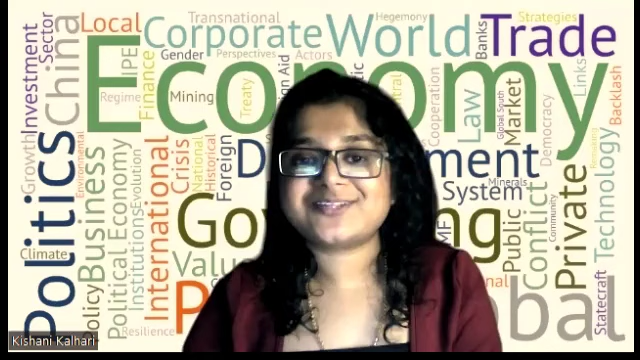 Hegemony
Transnational
Strategies
Local
Corporate
World
Trade
Banks
Investment
Sector
China
Economy
IPE
Finance
Gender
Perspectives
Actors
Regime
Mining
Treaty
Aid
Cooperation
Law
Global South
Market
Democracy
Links
Backlash
Growth
Environmental
Politics
Business
Political Economy
Evolution
Institutions
International
Crisis
National
Historical
Foreign
System
Minerals
Community
Conflict
Private
Technology
Public
Climate
Policy
Resilience
Statecraft
Kishani Kalhari